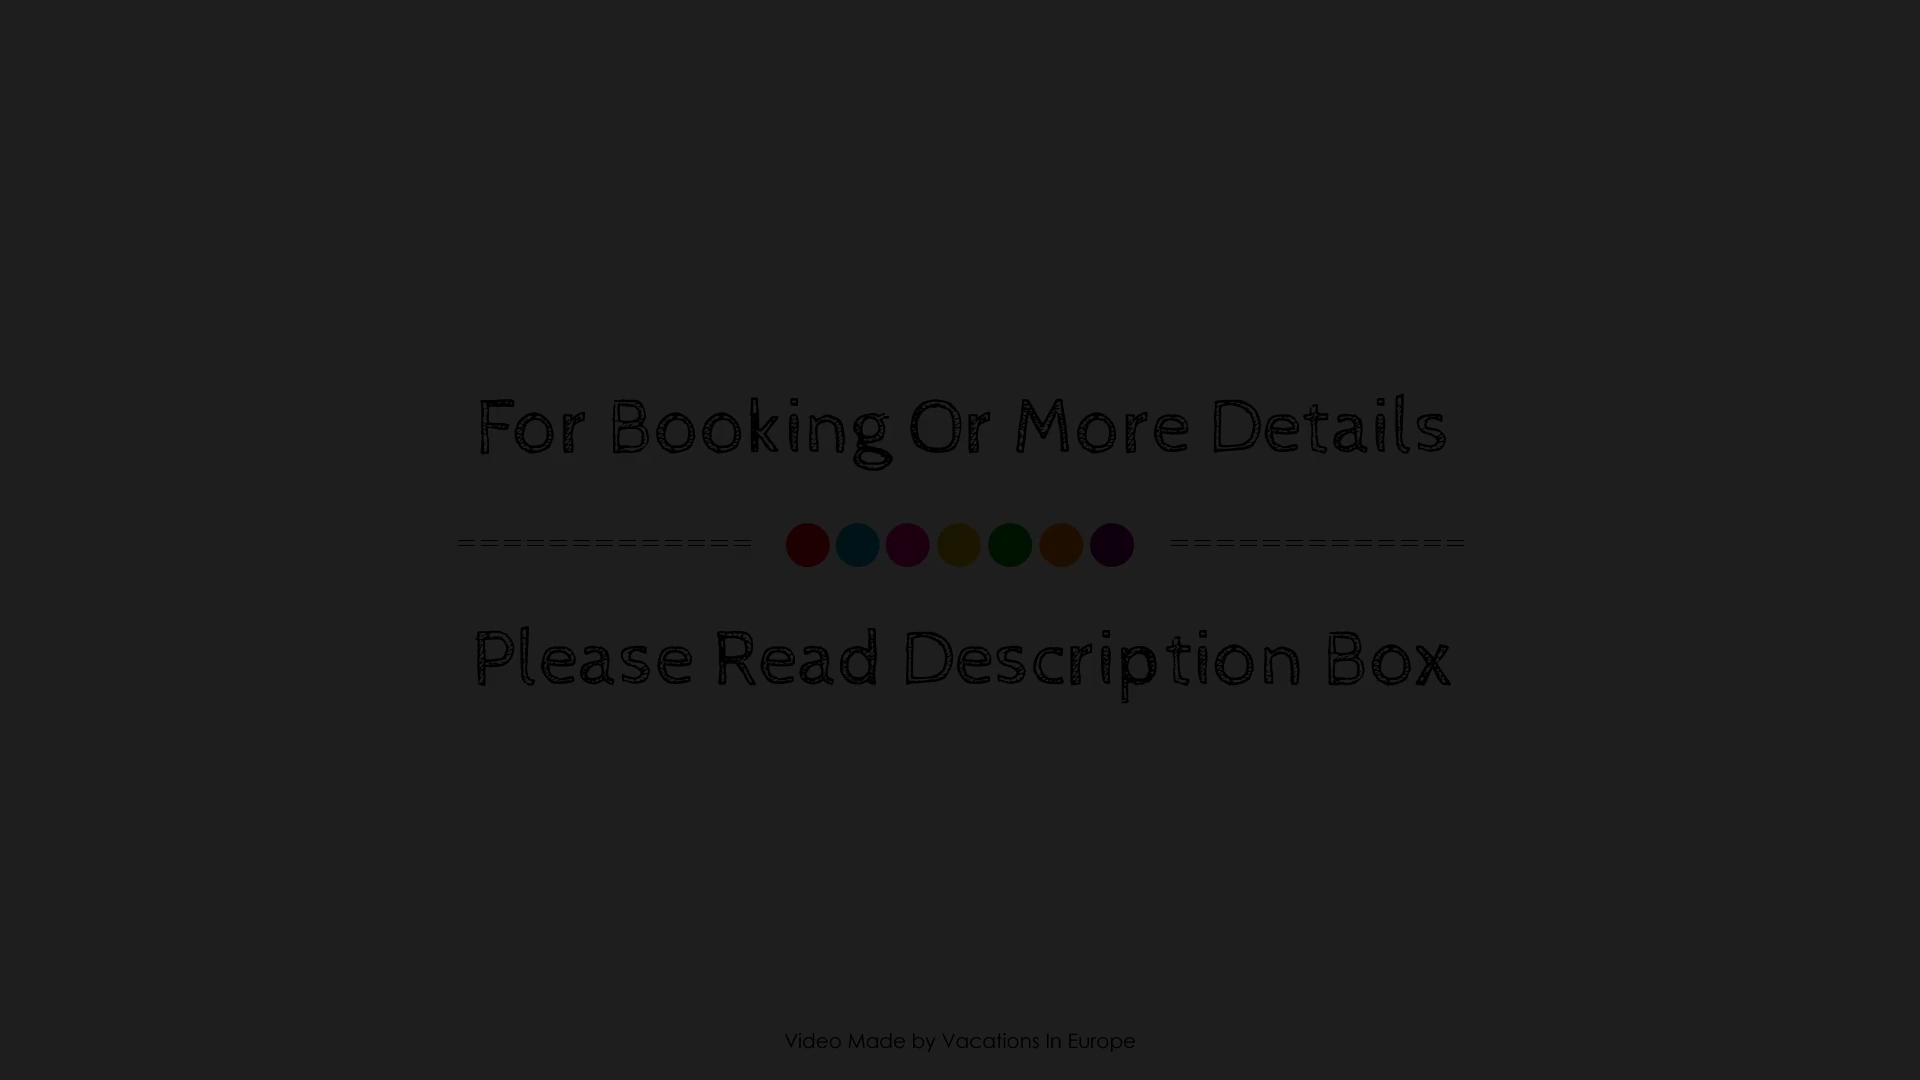 For Booking Or More Details
============= =============
Please Read Description Box
Video Made by Vacations In Europe